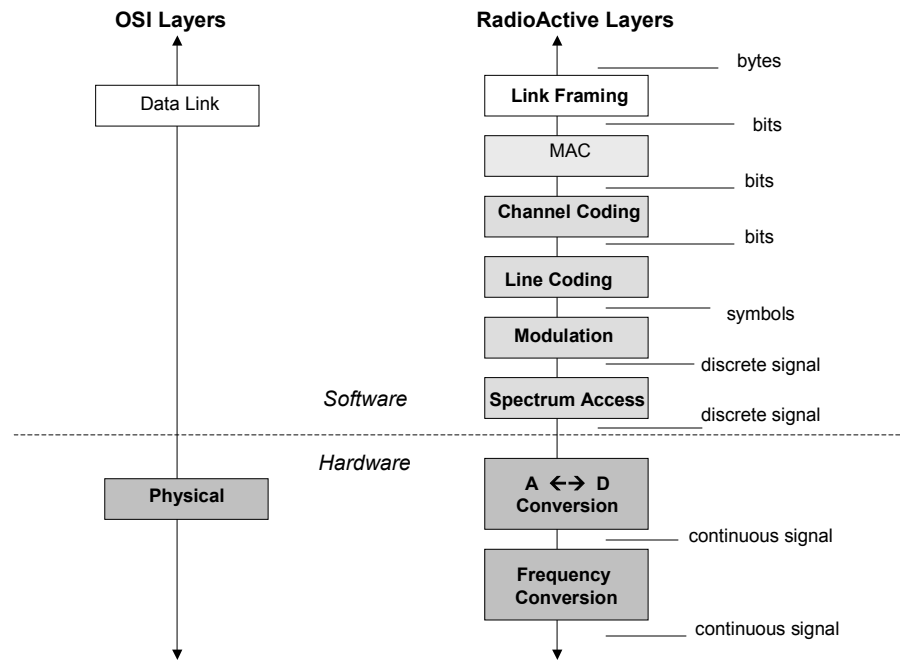 OSI Layers
RadioActive Layers
bytes
Link Framing
Data Link
bits
MAC
bits
Channel Coding
bits
Line Coding
symbols
Modulation
discrete signal
Software
Spectrum Access
discrete signal
Hardware
A ←→ D
Physical
Conversion
continuous signal
Frequency
Conversion
continuous signal